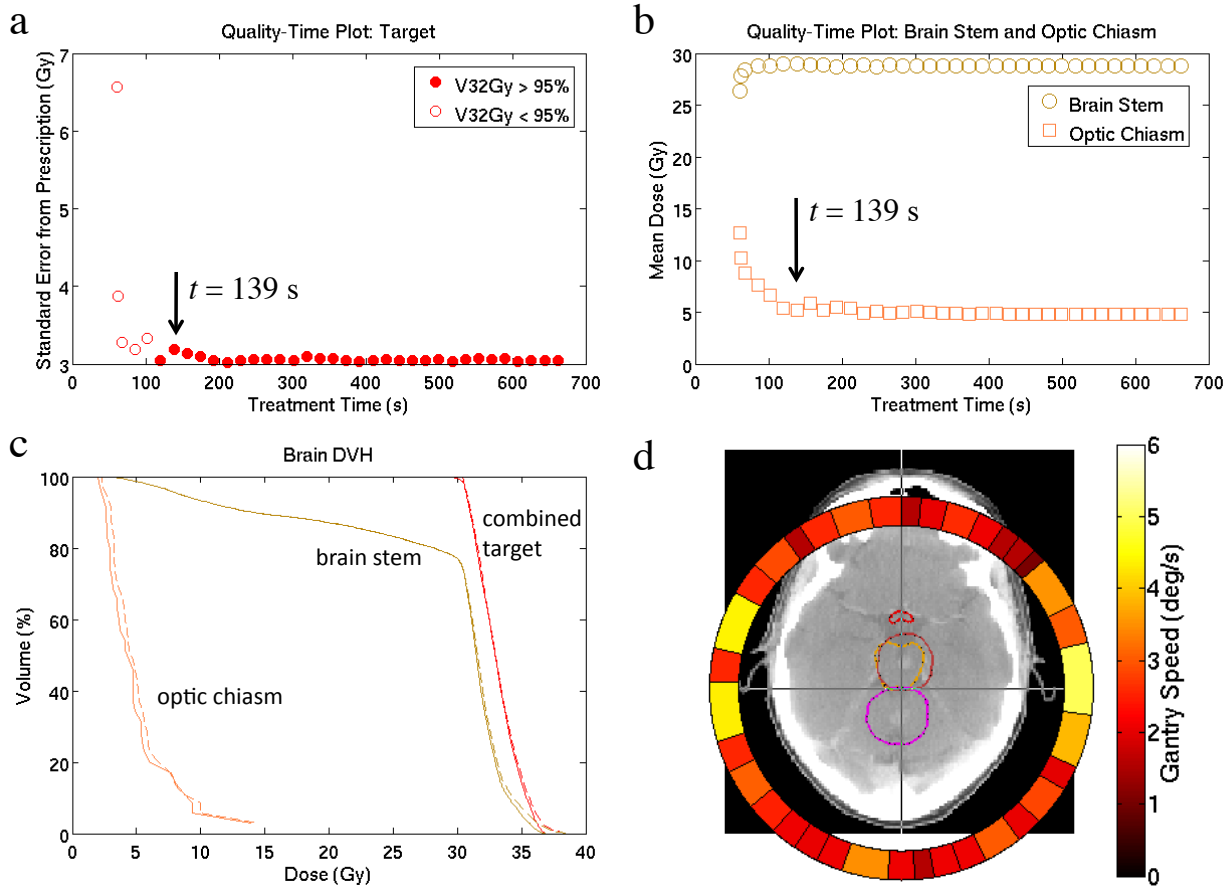 a
Quality-Time Plot: Target
Standard Error from Prescription (Gy)
7
6
5
4
3
V32Gy > 95%
V32Gy < 95%
t = 139 s
0 100 200 300 400 500 600 700
Treatment Time (s)
b
Quality-Time Plot: Brain Stem and Optic Chiasm
Mean Dose (Gy)
30
25
20
15
10
5
0
Brain Stem
Optic Chiasm
t = 139 s
0 100 200 300 400 500 600 700
Treatment Time (s)
c
Brain DVH
Volume (%)
100
80
60
40
20
0
combined
target
brain stem
optic chiasm
0 5 10 15 20 25 30 35 40
Dose (Gy)
d
6
5
4
3
2
1
0
Gantry Speed (deg/s)